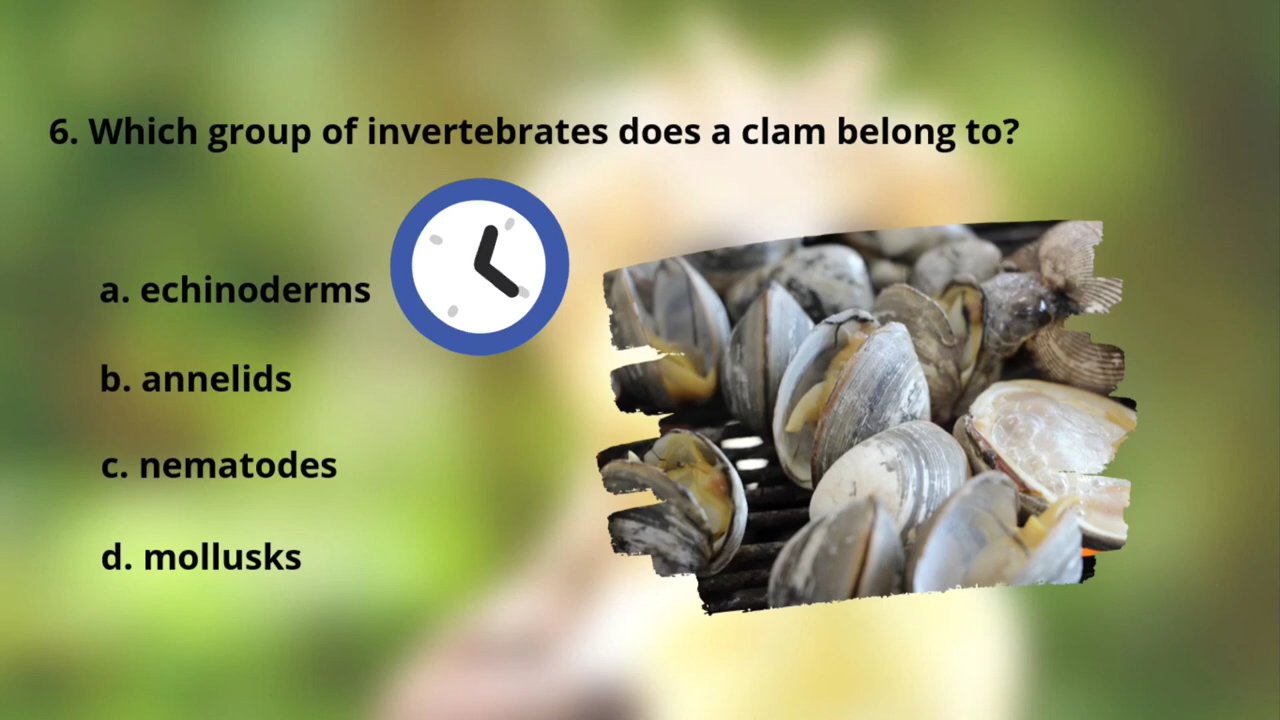 6. Which group of invertebrates does a clam belong to?
a. echinoderms
b. annelids
c. nematodes
d. mollusks